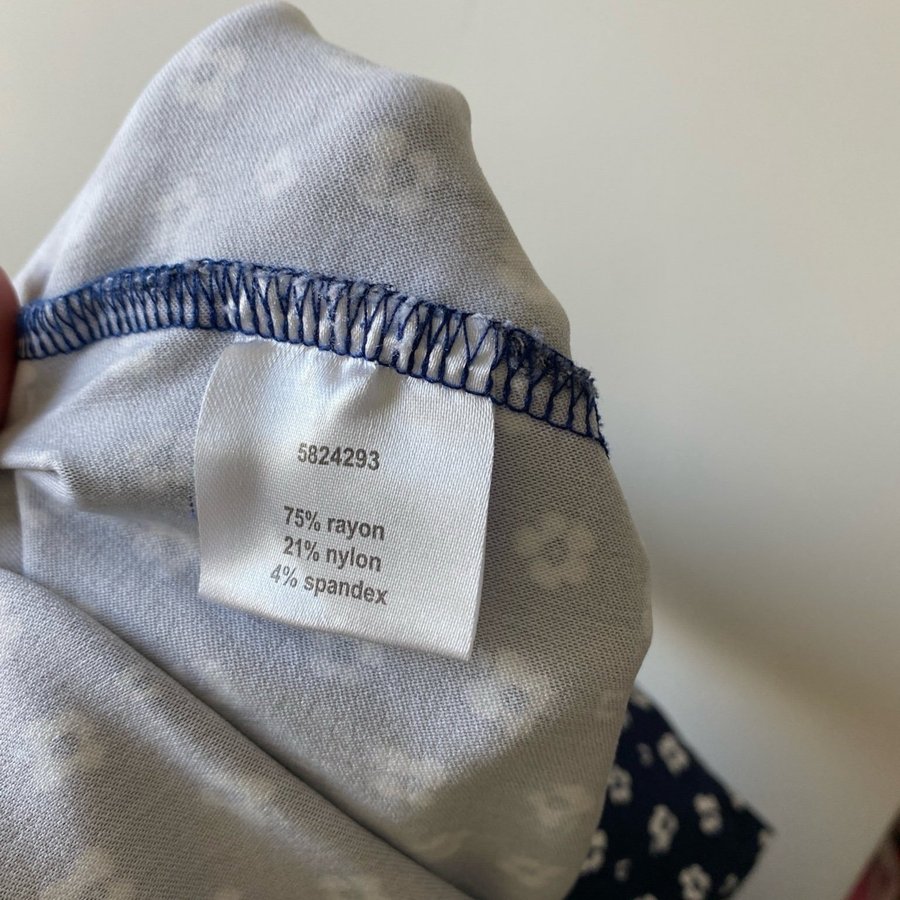 5824293
75% rayon
21% nylon
4% spandex